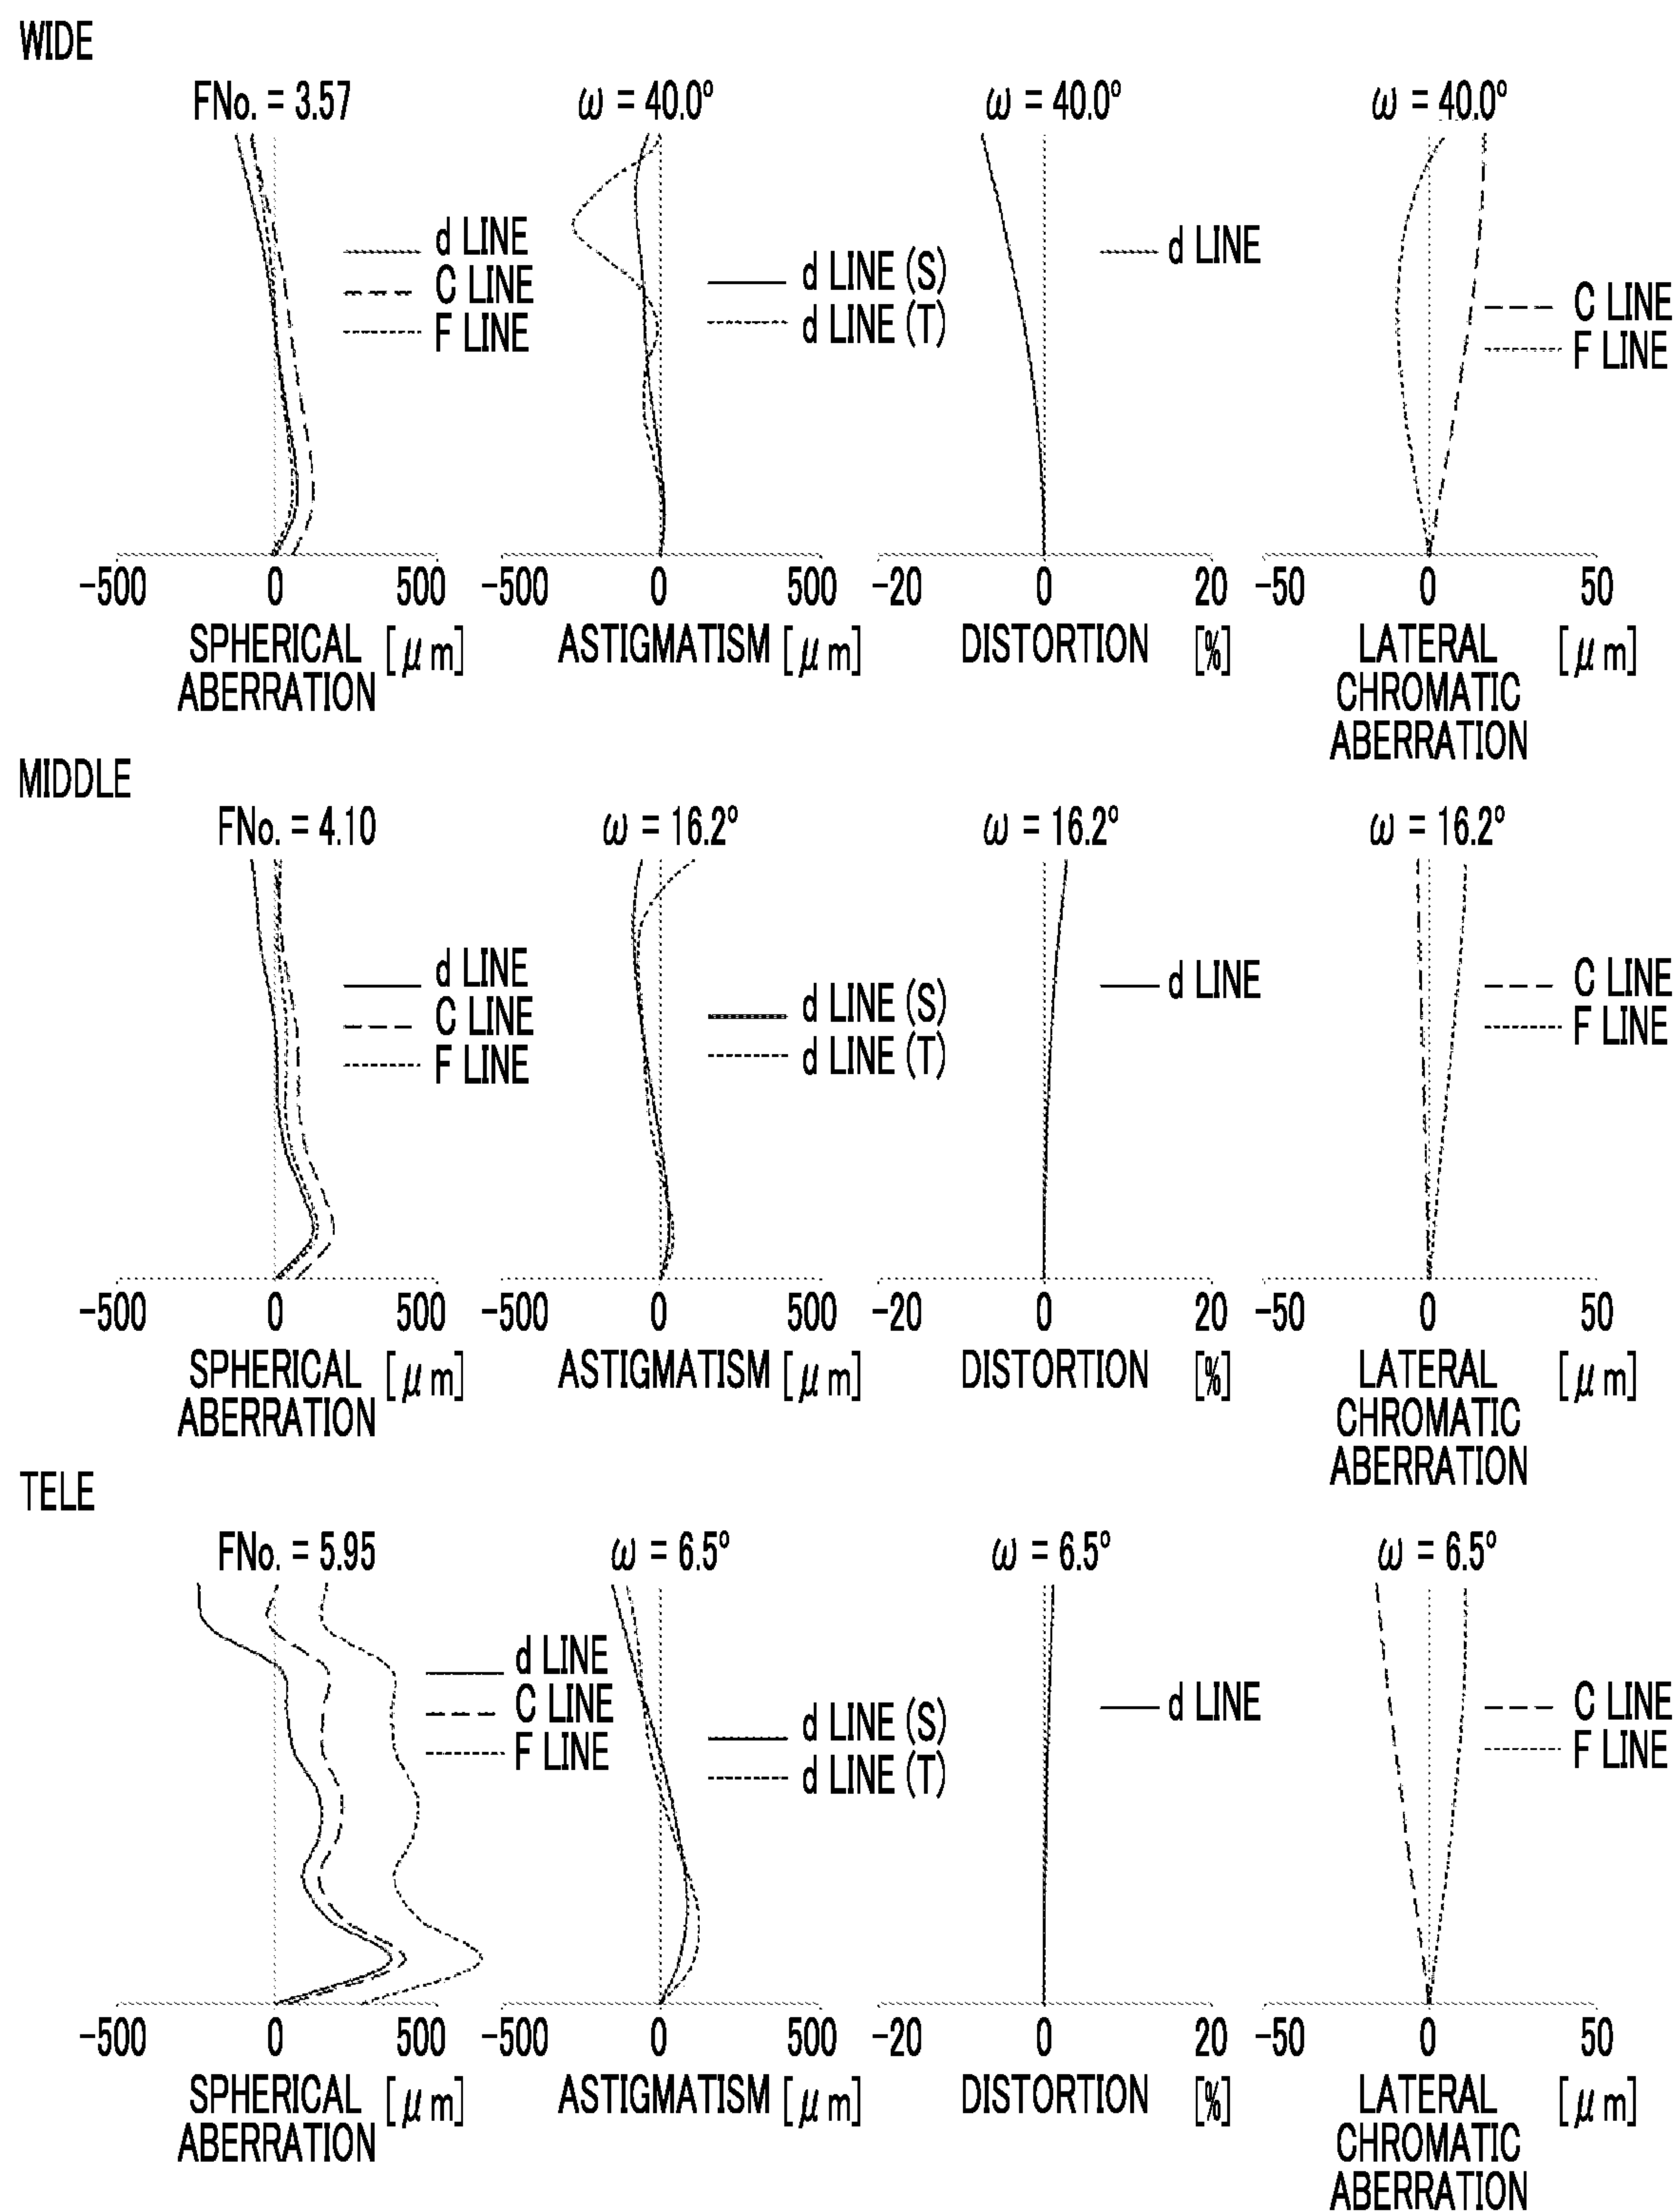 WIDE
FNo. = 3.57
ω = 40.0°
ω = 40.0°
ω = 40.0°
d LINE
C LINE
F LINE
d LINE (S)
d LINE (T)
d LINE
C LINE
F LINE
-500 0 500
-500 0 500
-20 0 20
-50 0 50
SPHERICAL ABERRATION [μm]
ASTIGMATISM [μm]
DISTORTION [%]
LATERAL CHROMATIC ABERRATION [μm]
MIDDLE
FNo. = 4.10
ω = 16.2°
ω = 16.2°
ω = 16.2°
d LINE
C LINE
F LINE
d LINE (S)
d LINE (T)
d LINE
C LINE
F LINE
-500 0 500
-500 0 500
-20 0 20
-50 0 50
SPHERICAL ABERRATION [μm]
ASTIGMATISM [μm]
DISTORTION [%]
LATERAL CHROMATIC ABERRATION [μm]
TELE
FNo. = 5.95
ω = 6.5°
ω = 6.5°
ω = 6.5°
d LINE
C LINE
F LINE
d LINE (S)
d LINE (T)
d LINE
C LINE
F LINE
-500 0 500
-500 0 500
-20 0 20
-50 0 50
SPHERICAL ABERRATION [μm]
ASTIGMATISM [μm]
DISTORTION [%]
LATERAL CHROMATIC ABERRATION [μm]